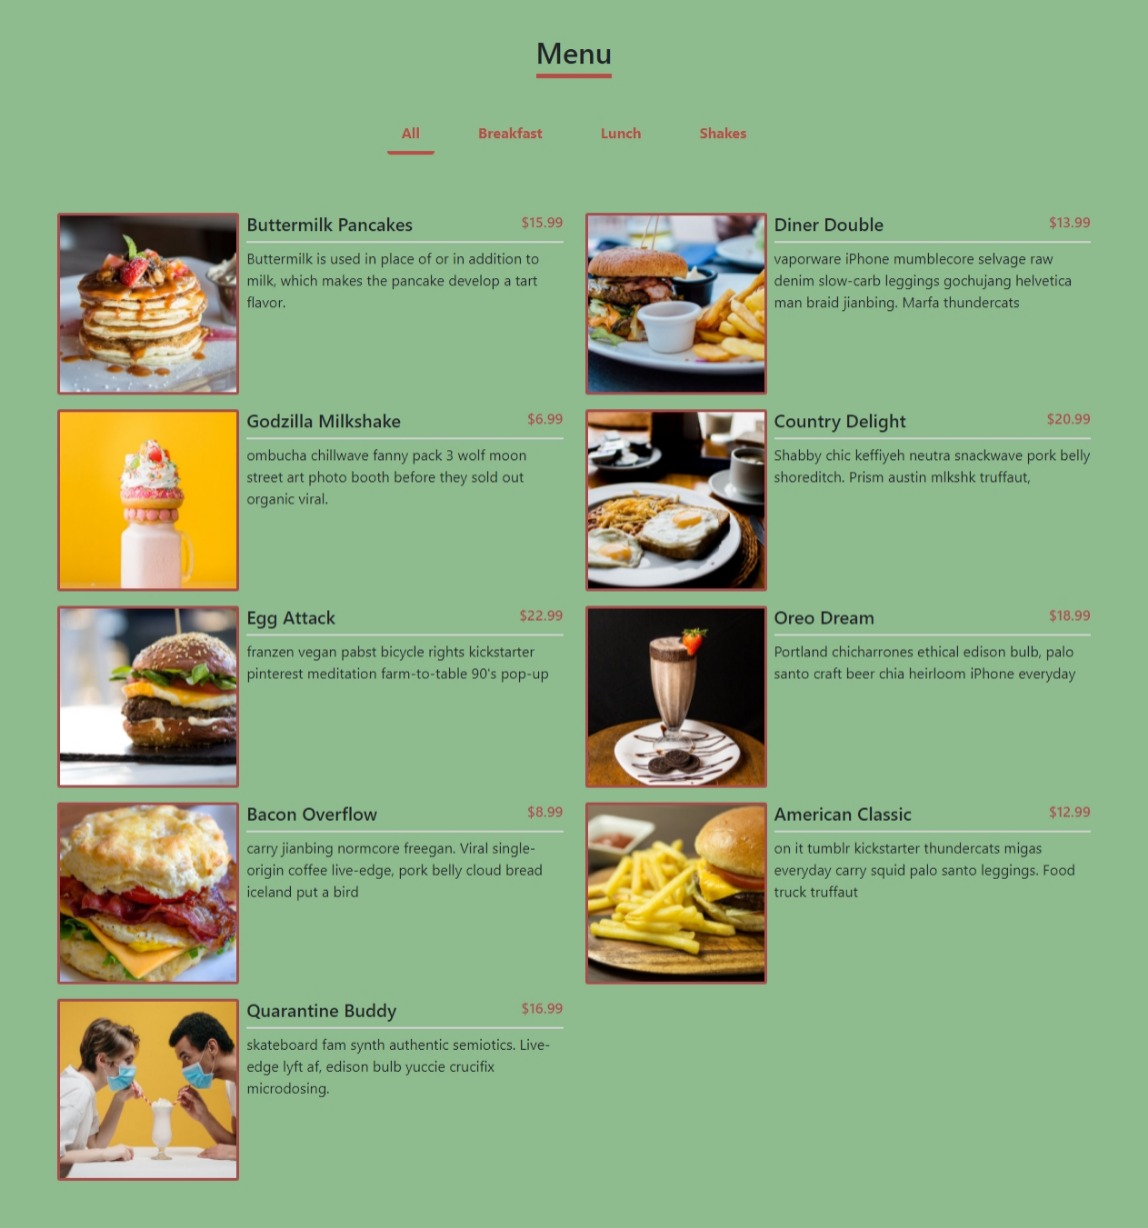 Menu
All
Breakfast
Lunch
Shakes
Buttermilk Pancakes
$15.99
Buttermilk is used in place of or in addition to
milk, which makes the pancake develop a tart
flavor.
Diner Double
$13.99
vaporware iPhone mumblecore selvage raw
denim slow-carb leggings gochujang helvetica
man braid jianbing. Marfa thundercats
Godzilla Milkshake
$6.99
ombucha chillwave fanny pack 3 wolf moon
street art photo booth before they sold out
organic viral.
Country Delight
$20.99
Shabby chic keffiyeh neutra snackwave pork belly
shoreditch. Prism austin mlkshk truffaut,
Egg Attack
$22.99
franzen vegan pabst bicycle rights kickstarter
pinterest meditation farm-to-table 90's pop-up
Oreo Dream
$18.99
Portland chicharrones ethical edison bulb, palo
santo craft beer chia heirloom iPhone everyday
Bacon Overflow
$8.99
carry jianbing normcore freegan. Viral single-
origin coffee live-edge, pork belly cloud bread
iceland put a bird
American Classic
$12.99
on it tumblr kickstarter thundercats migas
everyday carry squid palo santo leggings. Food
truck truffaut
Quarantine Buddy
$16.99
skateboard fam synth authentic semiotics. Live-
edge lyft af, edison bulb yuccie crucifix
microdosing.